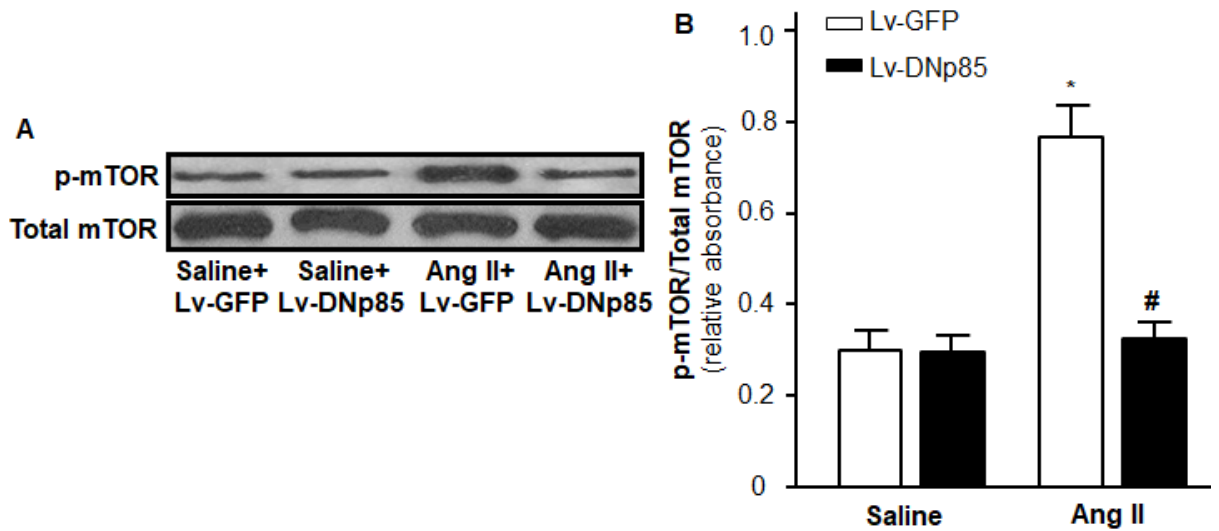 A
p-mTOR
Total mTOR
Saline+ Saline+ Ang II+ Ang II+
Lv-GFP Lv-DNp85 Lv-GFP Lv-DNp85
B
Lv-GFP
Lv-DNp85
p-mTOR/Total mTOR
(relative absorbance)
1.0
0.8
0.6
0.4
0.2
0
*
#
Saline
Ang II